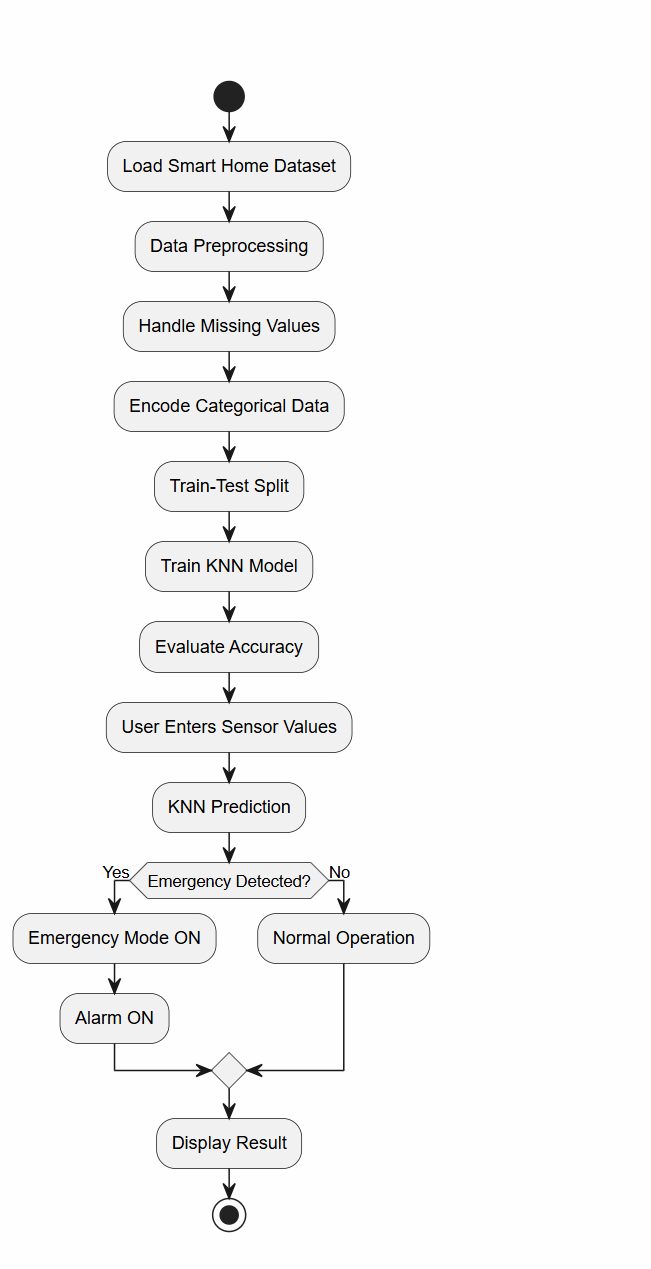 Load Smart Home Dataset
Data Preprocessing
Handle Missing Values
Encode Categorical Data
Train-Test Split
Train KNN Model
Evaluate Accuracy
User Enters Sensor Values
KNN Prediction
Yes
Emergency Detected?
No
Emergency Mode ON
Normal Operation
Alarm ON
Display Result